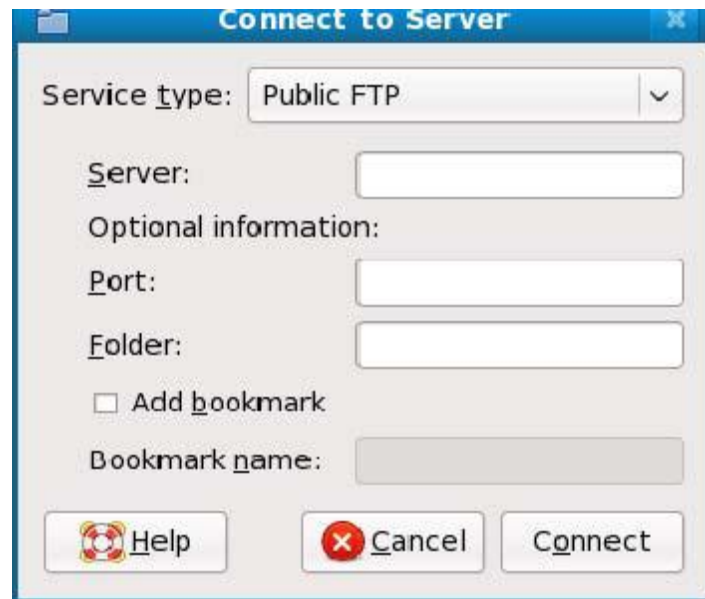 Connect to Server
Service type: Public FTP
Server:
Optional information:
Port:
Folder:
Add bookmark
Bookmark name:
Help Cancel Connect